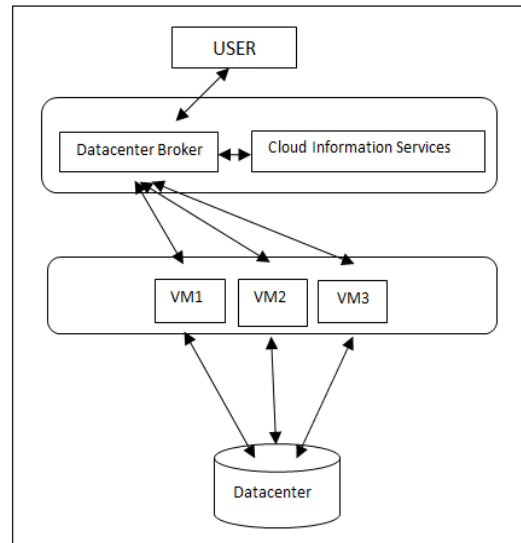 USER
Datacenter Broker
Cloud Information Services
VM1
VM2
VM3
Datacenter